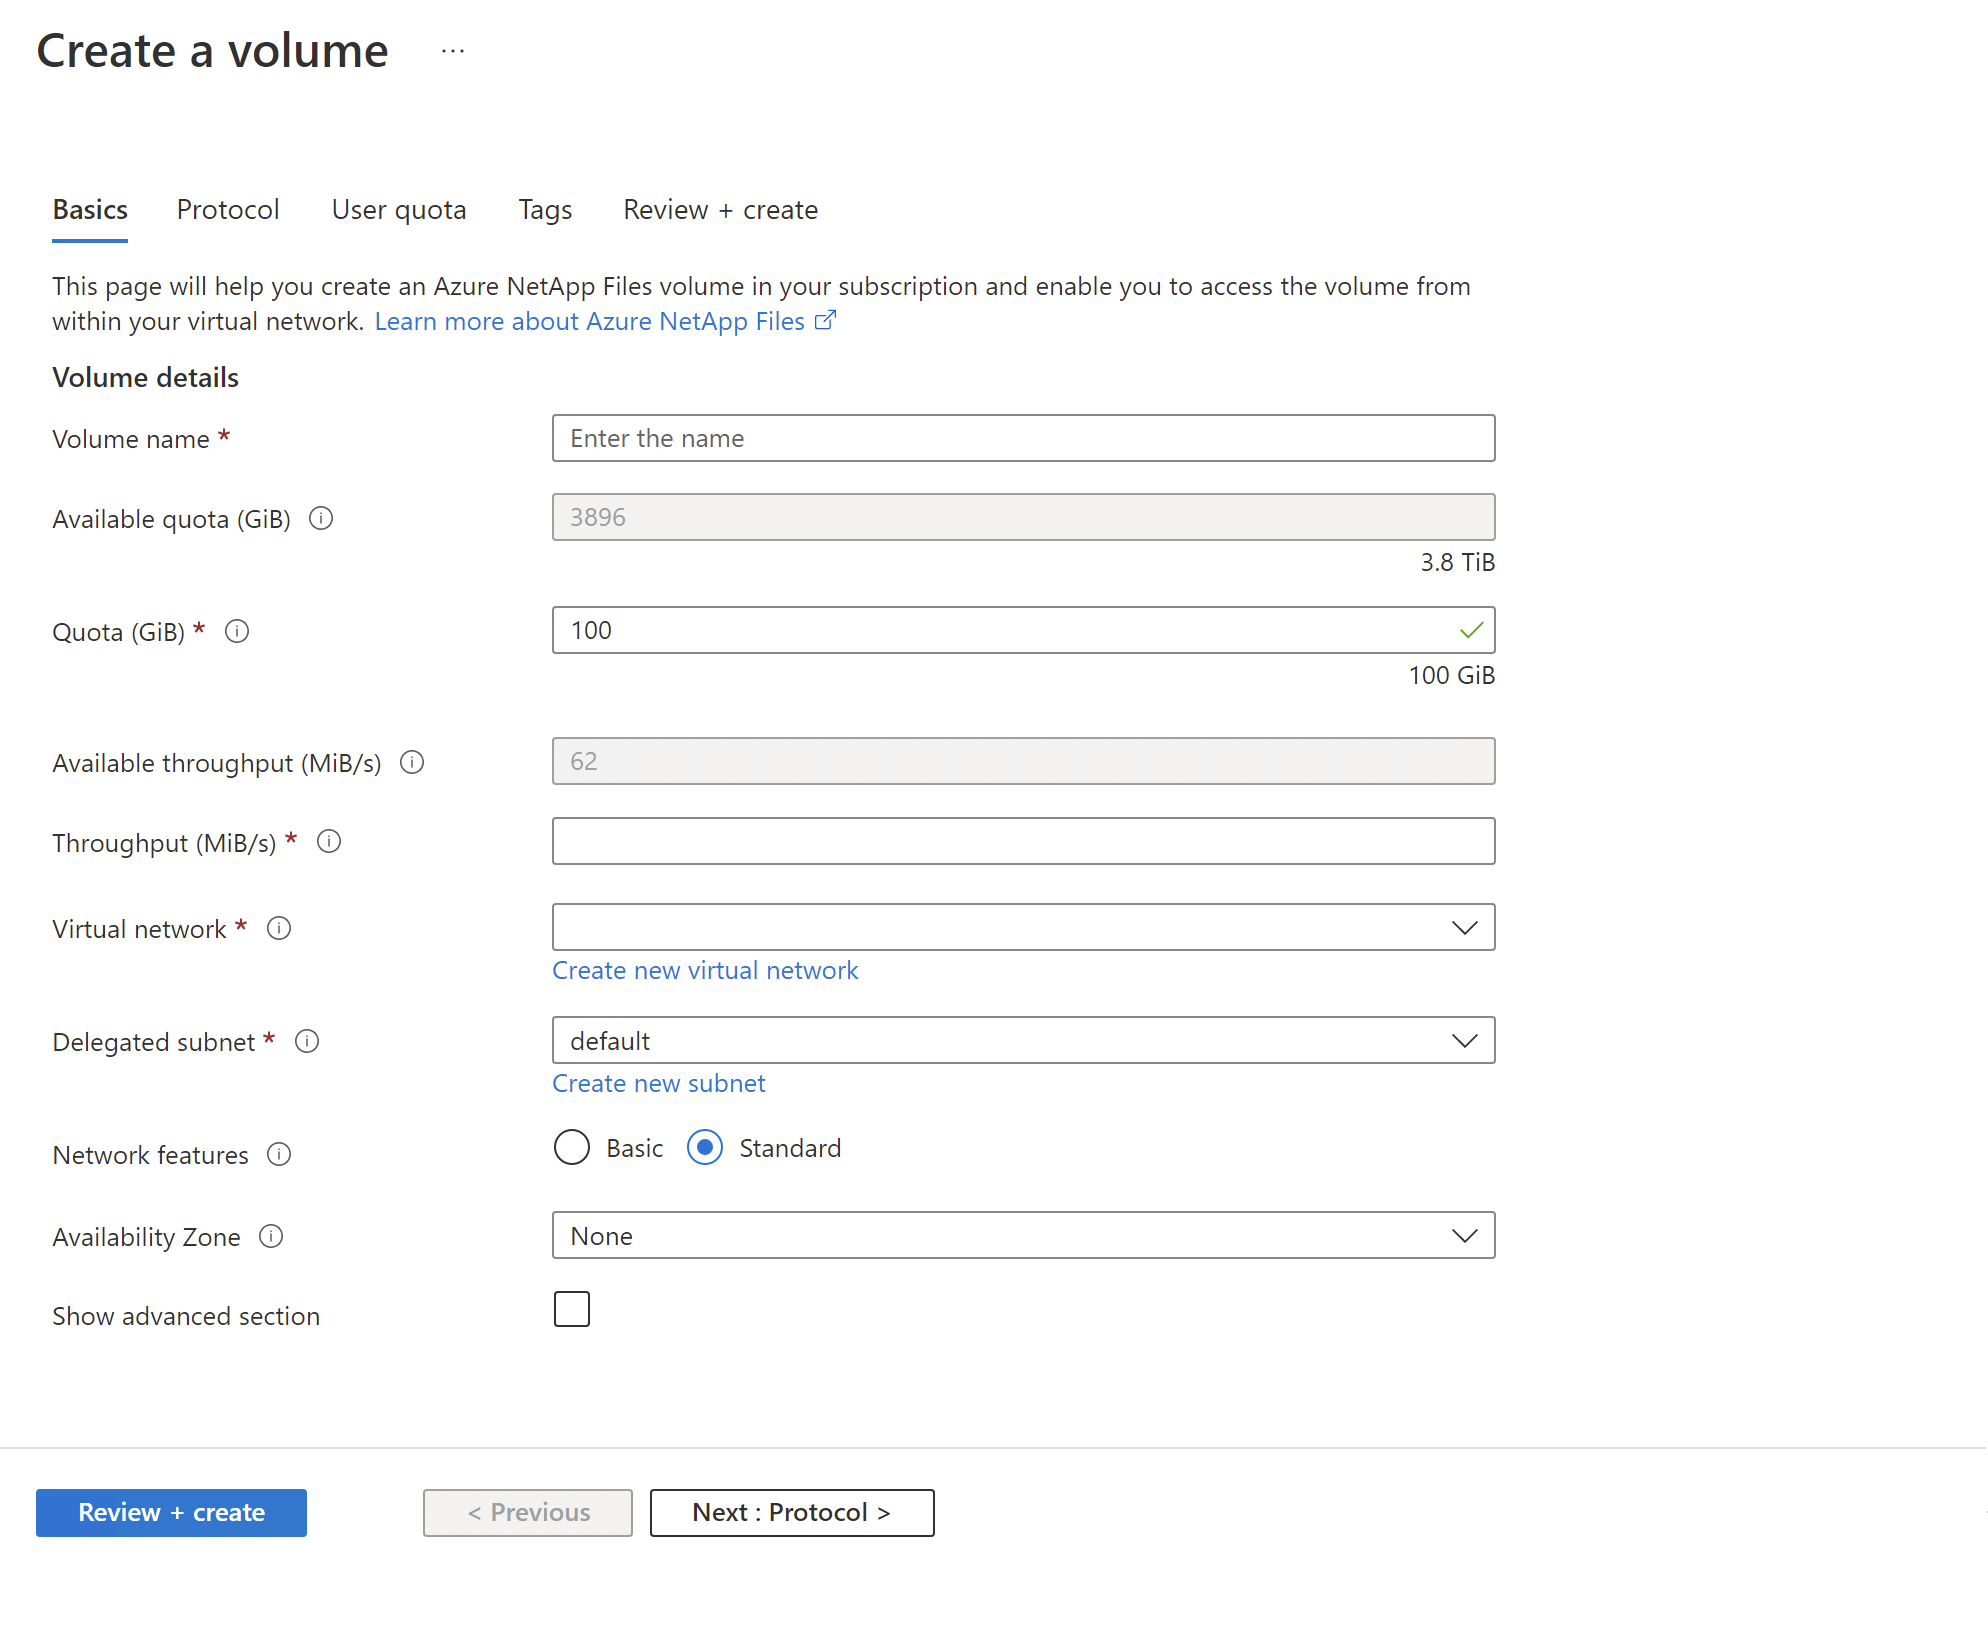 Create a volume ...
Basics Protocol User quota Tags Review + create
This page will help you create an Azure NetApp Files volume in your subscription and enable you to access the volume from
within your virtual network. Learn more about Azure NetApp Files
Volume details
Volume name *
Enter the name
Available quota (GiB)
3896
3.8 TiB
Quota (GiB) *
100
100 GiB
Available throughput (MiB/s)
62
Throughput (MiB/s) *
Virtual network *
Create new virtual network
Delegated subnet *
default
Create new subnet
Network features
Basic Standard
Availability Zone
None
Show advanced section
Review + create
< Previous
Next : Protocol >